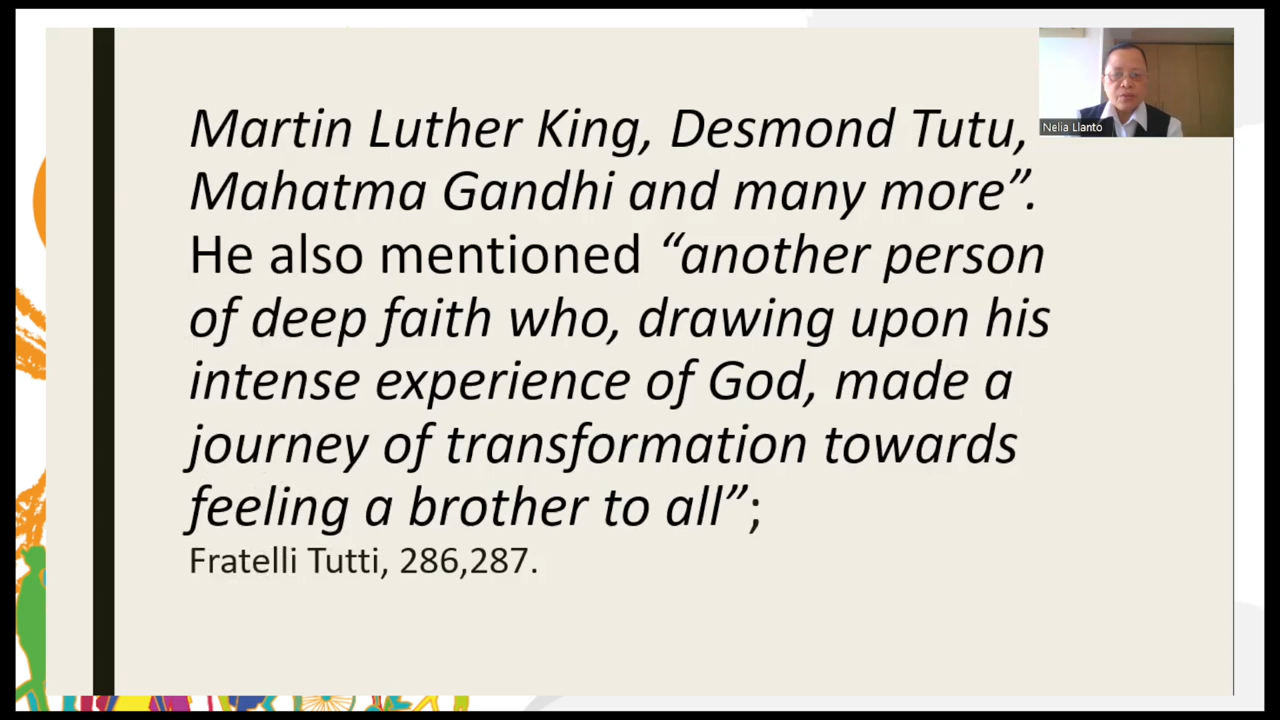 Martin Luther King, Desmond Tutu,
Mahatma Gandhi and many more”.
He also mentioned “another person
of deep faith who, drawing upon his
intense experience of God, made a
journey of transformation towards
feeling a brother to all”;
Fratelli Tutti, 286,287.
Nelia Llanto